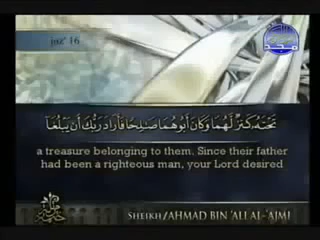 juz' 16
تَحْتَهُۥ كَنزٌ لَّهُمَا وَكَانَ أَبُوهُمَا صَٰلِحًا فَأَرَادَ رَبُّكَ أَن يَبْلُغَآ
a treasure belonging to them. Since their father
had been a righteous man, your Lord desired
SHEIKH/AHMAD BIN 'ALI AL-'AJMI